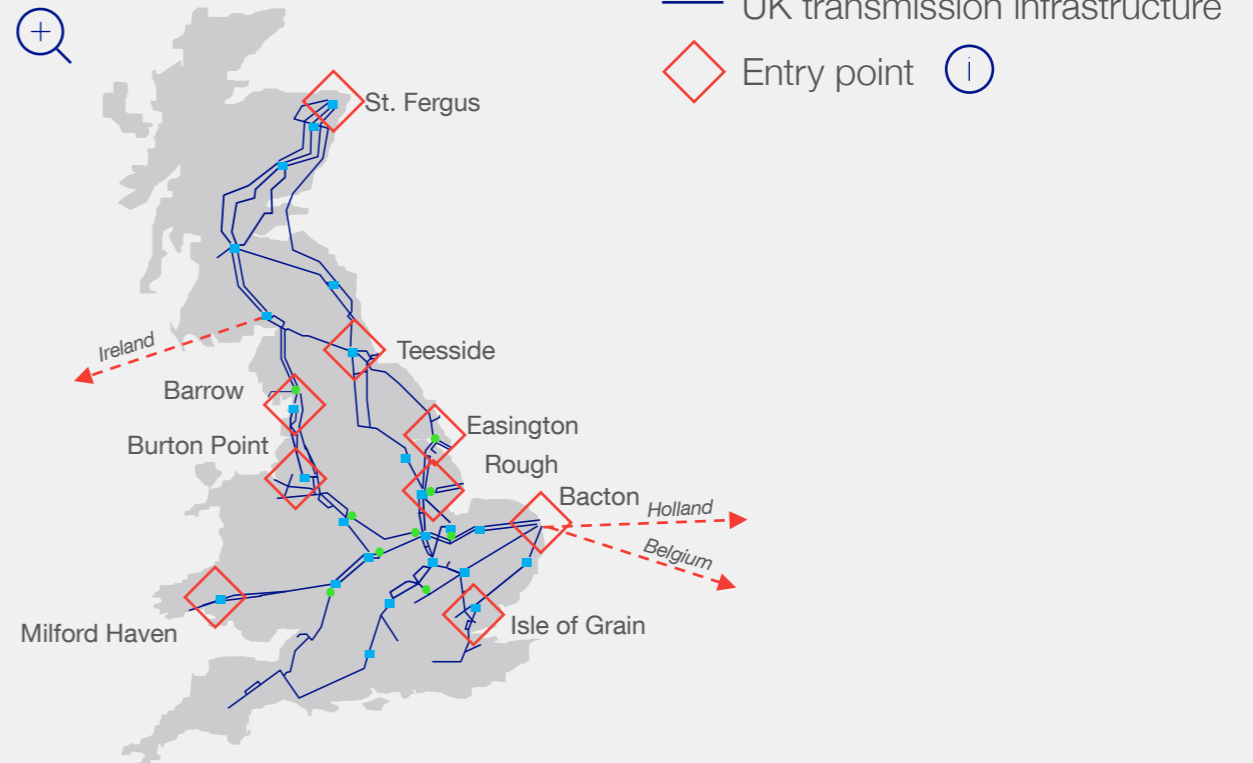 UK transmission infrastructure
Entry point
i
St. Fergus
Ireland
Teesside
Barrow
Easington
Burton Point
Rough
Bacton
Holland
Belgium
Milford Haven
Isle of Grain